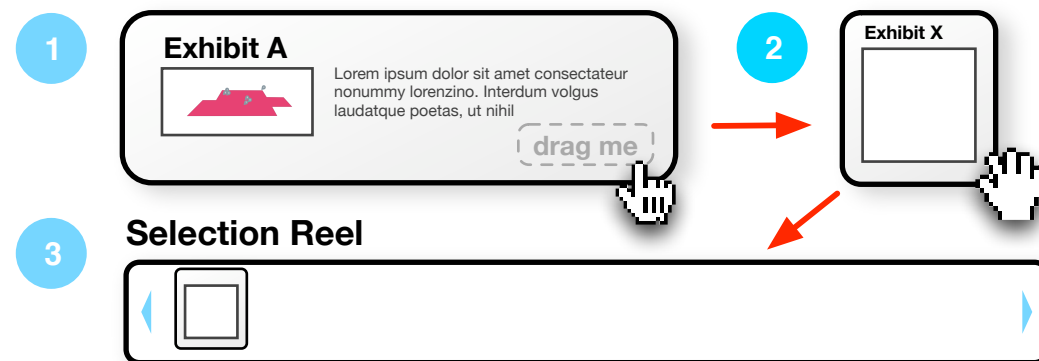 1
Exhibit A
Lorem ipsum dolor sit amet consectateur
nonummy lorenzino. Interdum volgus
laudatque poetas, ut nihil
drag me
2
Exhibit X
3
Selection Reel